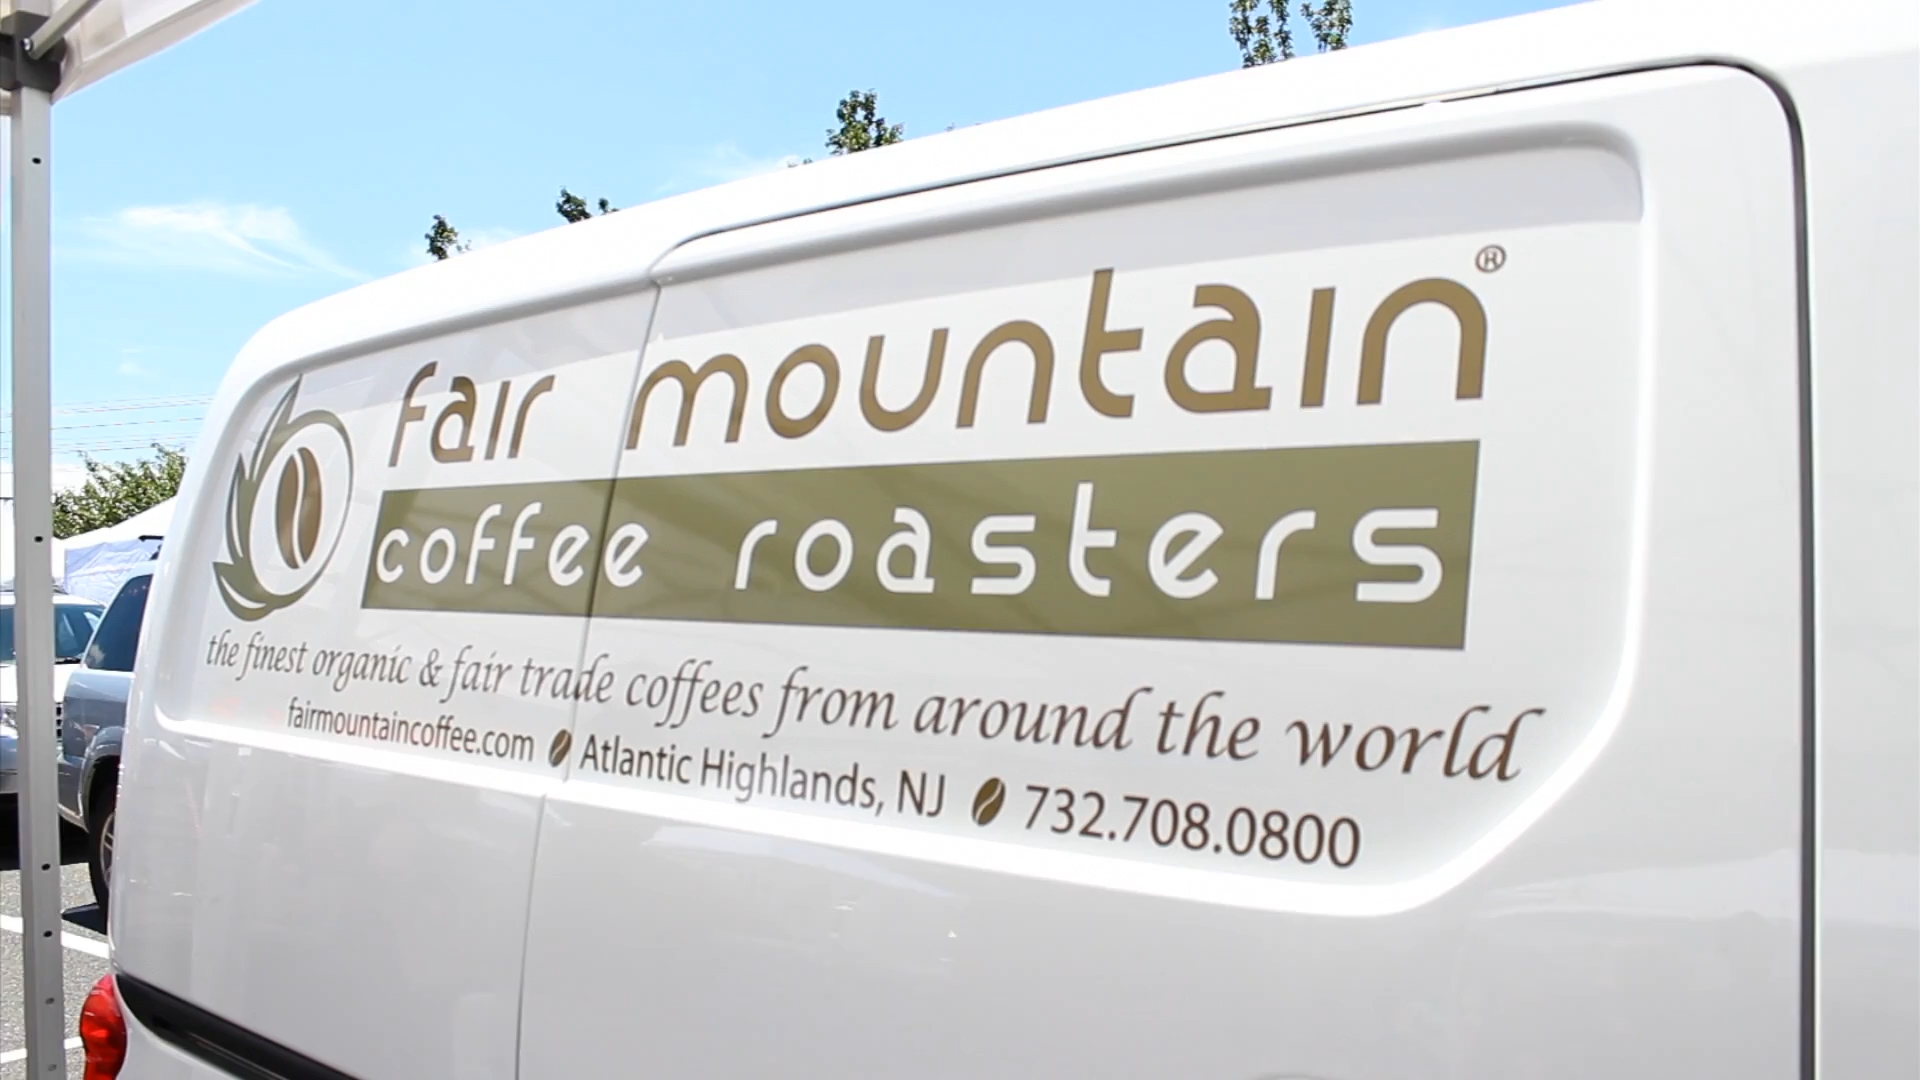 fair mountain®
coffee roasters
the finest organic & fair trade coffees from around the world
fairmountaincoffee.com Atlantic Highlands, NJ 732.708.0800